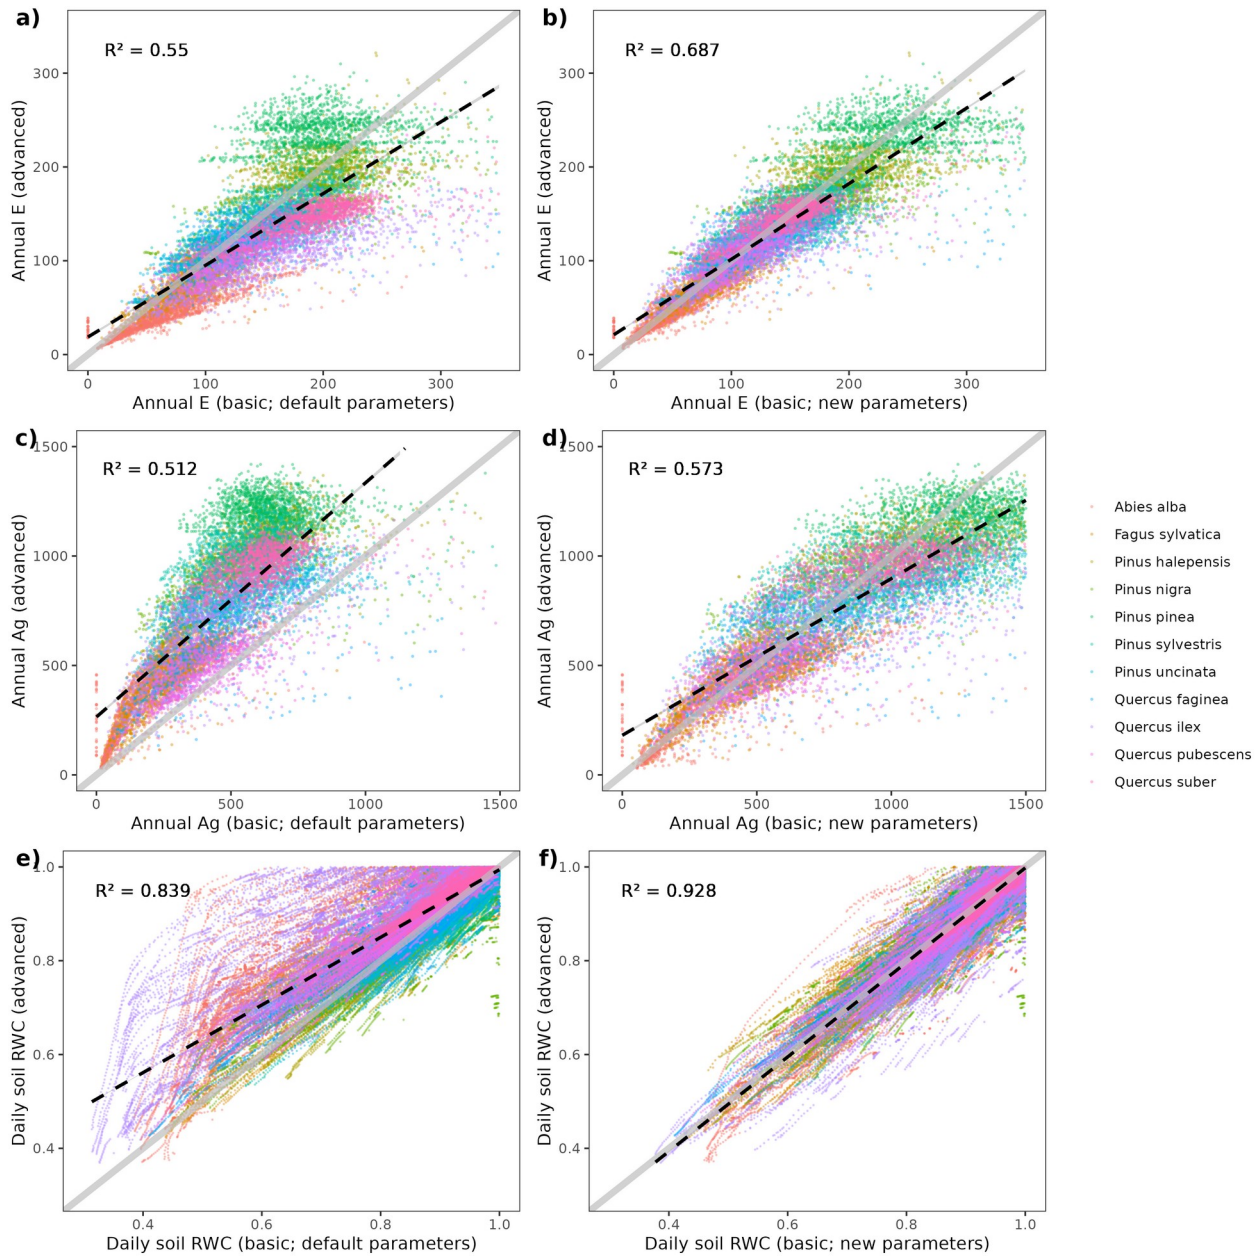 a)
R² = 0.55
300
200
100
0
Annual E (advanced)
0 100 200 300
Annual E (basic; default parameters)
b)
R² = 0.687
300
200
100
0
Annual E (advanced)
0 100 200 300
Annual E (basic; new parameters)
c)
R² = 0.512
1500
1000
500
0
Annual Ag (advanced)
0 500 1000 1500
Annual Ag (basic; default parameters)
d)
R² = 0.573
1500
1000
500
0
Annual Ag (advanced)
0 500 1000 1500
Annual Ag (basic; new parameters)
Abies alba
Fagus sylvatica
Pinus halepensis
Pinus nigra
Pinus pinea
Pinus sylvestris
Pinus uncinata
Quercus faginea
Quercus ilex
Quercus pubescens
Quercus suber
e)
R² = 0.839
1.0
0.8
0.6
0.4
Daily soil RWC (advanced)
0.4 0.6 0.8 1.0
Daily soil RWC (basic; default parameters)
f)
R² = 0.928
1.0
0.8
0.6
0.4
Daily soil RWC (advanced)
0.4 0.6 0.8 1.0
Daily soil RWC (basic; new parameters)